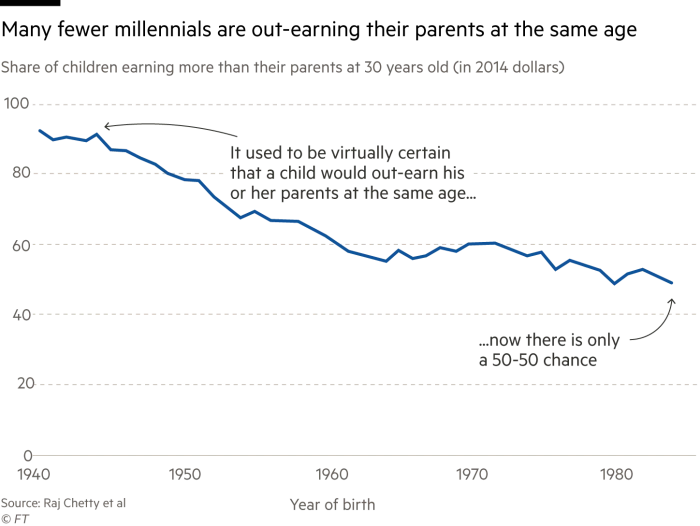 Many fewer millennials are out-earning their parents at the same age
Share of children earning more than their parents at 30 years old (in 2014 dollars)
100
It used to be virtually certain
that a child would out-earn his
or her parents at the same age...
80
60
40
...now there is only
a 50-50 chance
20
0
1940
1950
1960
1970
1980
Year of birth
Source: Raj Chetty et al
© FT